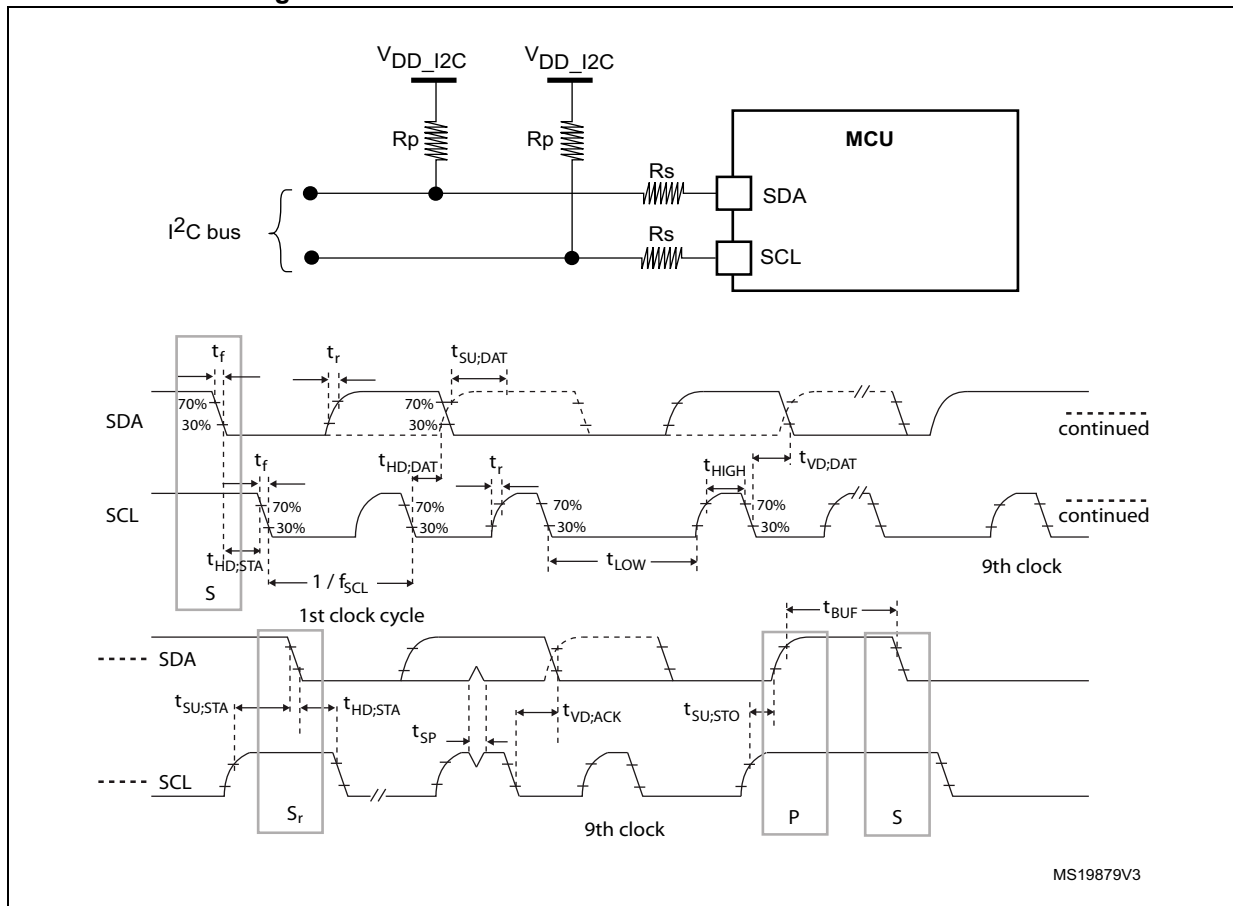 V_DD_I2C V_DD_I2C
Rp Rp
MCU
Rs
SDA
I²C bus
Rs
SCL
t_f t_r t_SU;DAT
70% 70%
SDA
30% 30%
continued
t_HD;DAT t_VD;DAT
t_f t_r t_HIGH
SCL
70% 70% 70% 70%
30% 30% 30% 30%
continued
t_HD;STA t_LOW
1 / f_SCL
S
9th clock
1st clock cycle
t_BUF
SDA
t_SU;STA t_HD;STA t_VD;ACK t_SU;STO
t_SP
SCL
S_r P S
9th clock
MS19879V3